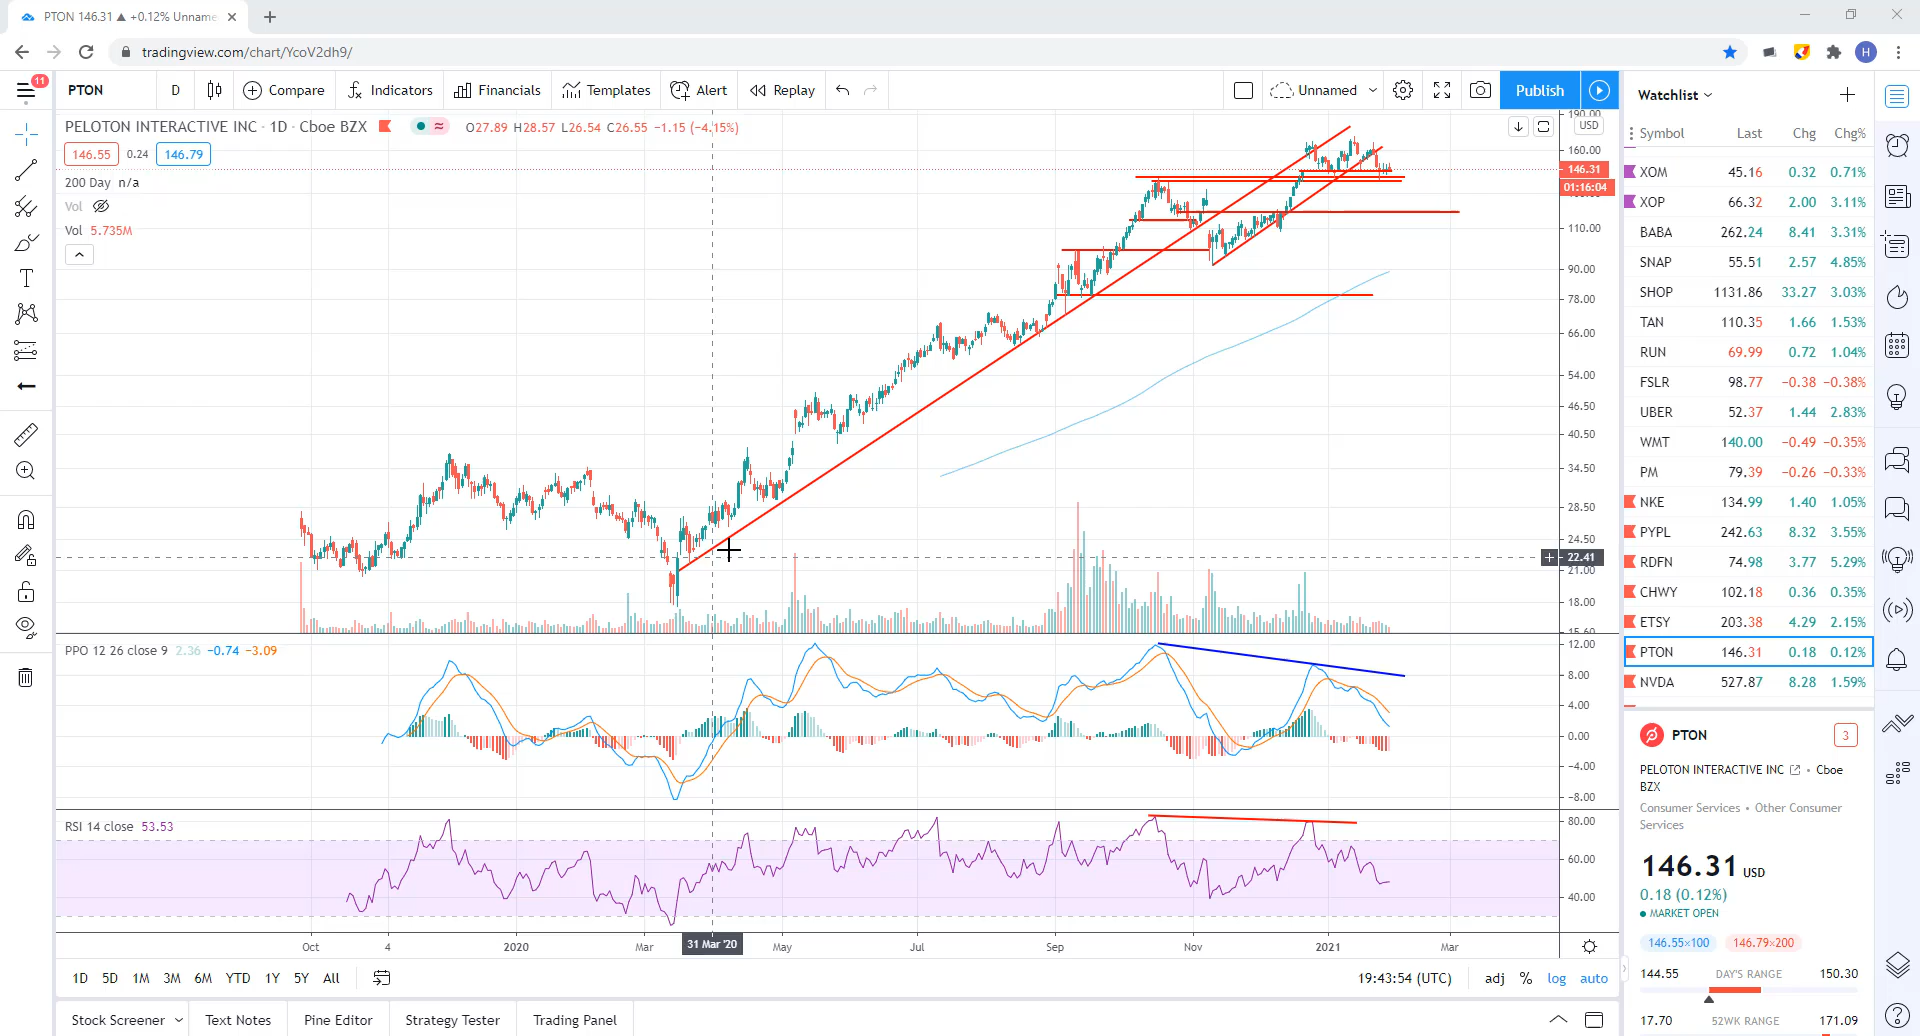 PTON 146.31 ▲ +0.12% Unname
tradingview.com/chart/YcoV2dh9/
H
11
PTON
D
Compare
Indicators
Financials
Templates
Alert
Replay
Unnamed
Publish
PELOTON INTERACTIVE INC · 1D · Cboe BZX
O27.89 H28.57 L26.54 C26.55 −1.15 (−4.15%)
146.55 0.24 146.79
200 Day n/a
Vol
Vol 5.735M
190.00
USD
160.00
146.31
01:16:04
110.00
90.00
78.00
66.00
54.00
46.50
40.50
34.50
28.50
24.50
22.41
21.00
18.00
15.60
PPO 12 26 close 9 2.36 −0.74 −3.09
12.00
8.00
4.00
0.00
−4.00
−8.00
RSI 14 close 53.53
80.00
60.00
40.00
Oct 4 2020 Mar 31 Mar '20 May Jul Sep Nov 2021 Mar
1D 5D 1M 3M 6M YTD 1Y 5Y All
19:43:54 (UTC) adj % log auto
Stock Screener Text Notes Pine Editor Strategy Tester Trading Panel
Watchlist
Symbol Last Chg Chg%
XOM 45.16 0.32 0.71%
XOP 66.32 2.00 3.11%
BABA 262.24 8.41 3.31%
SNAP 55.51 2.57 4.85%
SHOP 1131.86 33.27 3.03%
TAN 110.35 1.66 1.53%
RUN 69.99 0.72 1.04%
FSLR 98.77 −0.38 −0.38%
UBER 52.37 1.44 2.83%
WMT 140.00 −0.49 −0.35%
PM 79.39 −0.26 −0.33%
NKE 134.99 1.40 1.05%
PYPL 242.63 8.32 3.55%
RDFN 74.98 3.77 5.29%
CHWY 102.18 0.36 0.35%
ETSY 203.38 4.29 2.15%
PTON 146.31 0.18 0.12%
NVDA 527.87 8.28 1.59%
PTON
3
PELOTON INTERACTIVE INC • Cboe
BZX
Consumer Services • Other Consumer
Services
146.31 USD
0.18 (0.12%)
MARKET OPEN
146.55×100 146.79×200
144.55 DAY'S RANGE 150.30
17.70 52WK RANGE 171.09